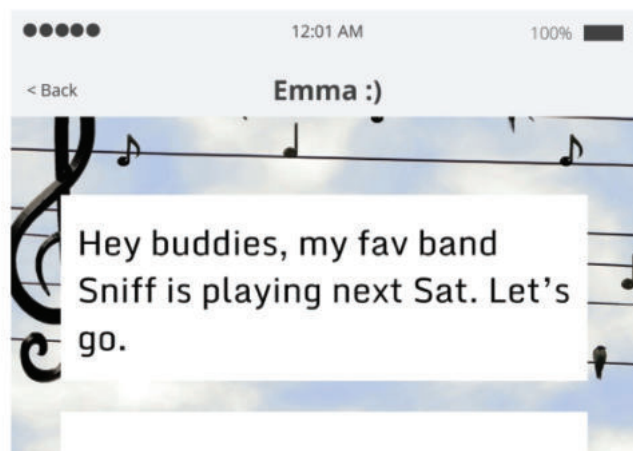 12:01 AM 100%
< Back Emma :)
Hey buddies, my fav band
Sniff is playing next Sat. Let’s
go.